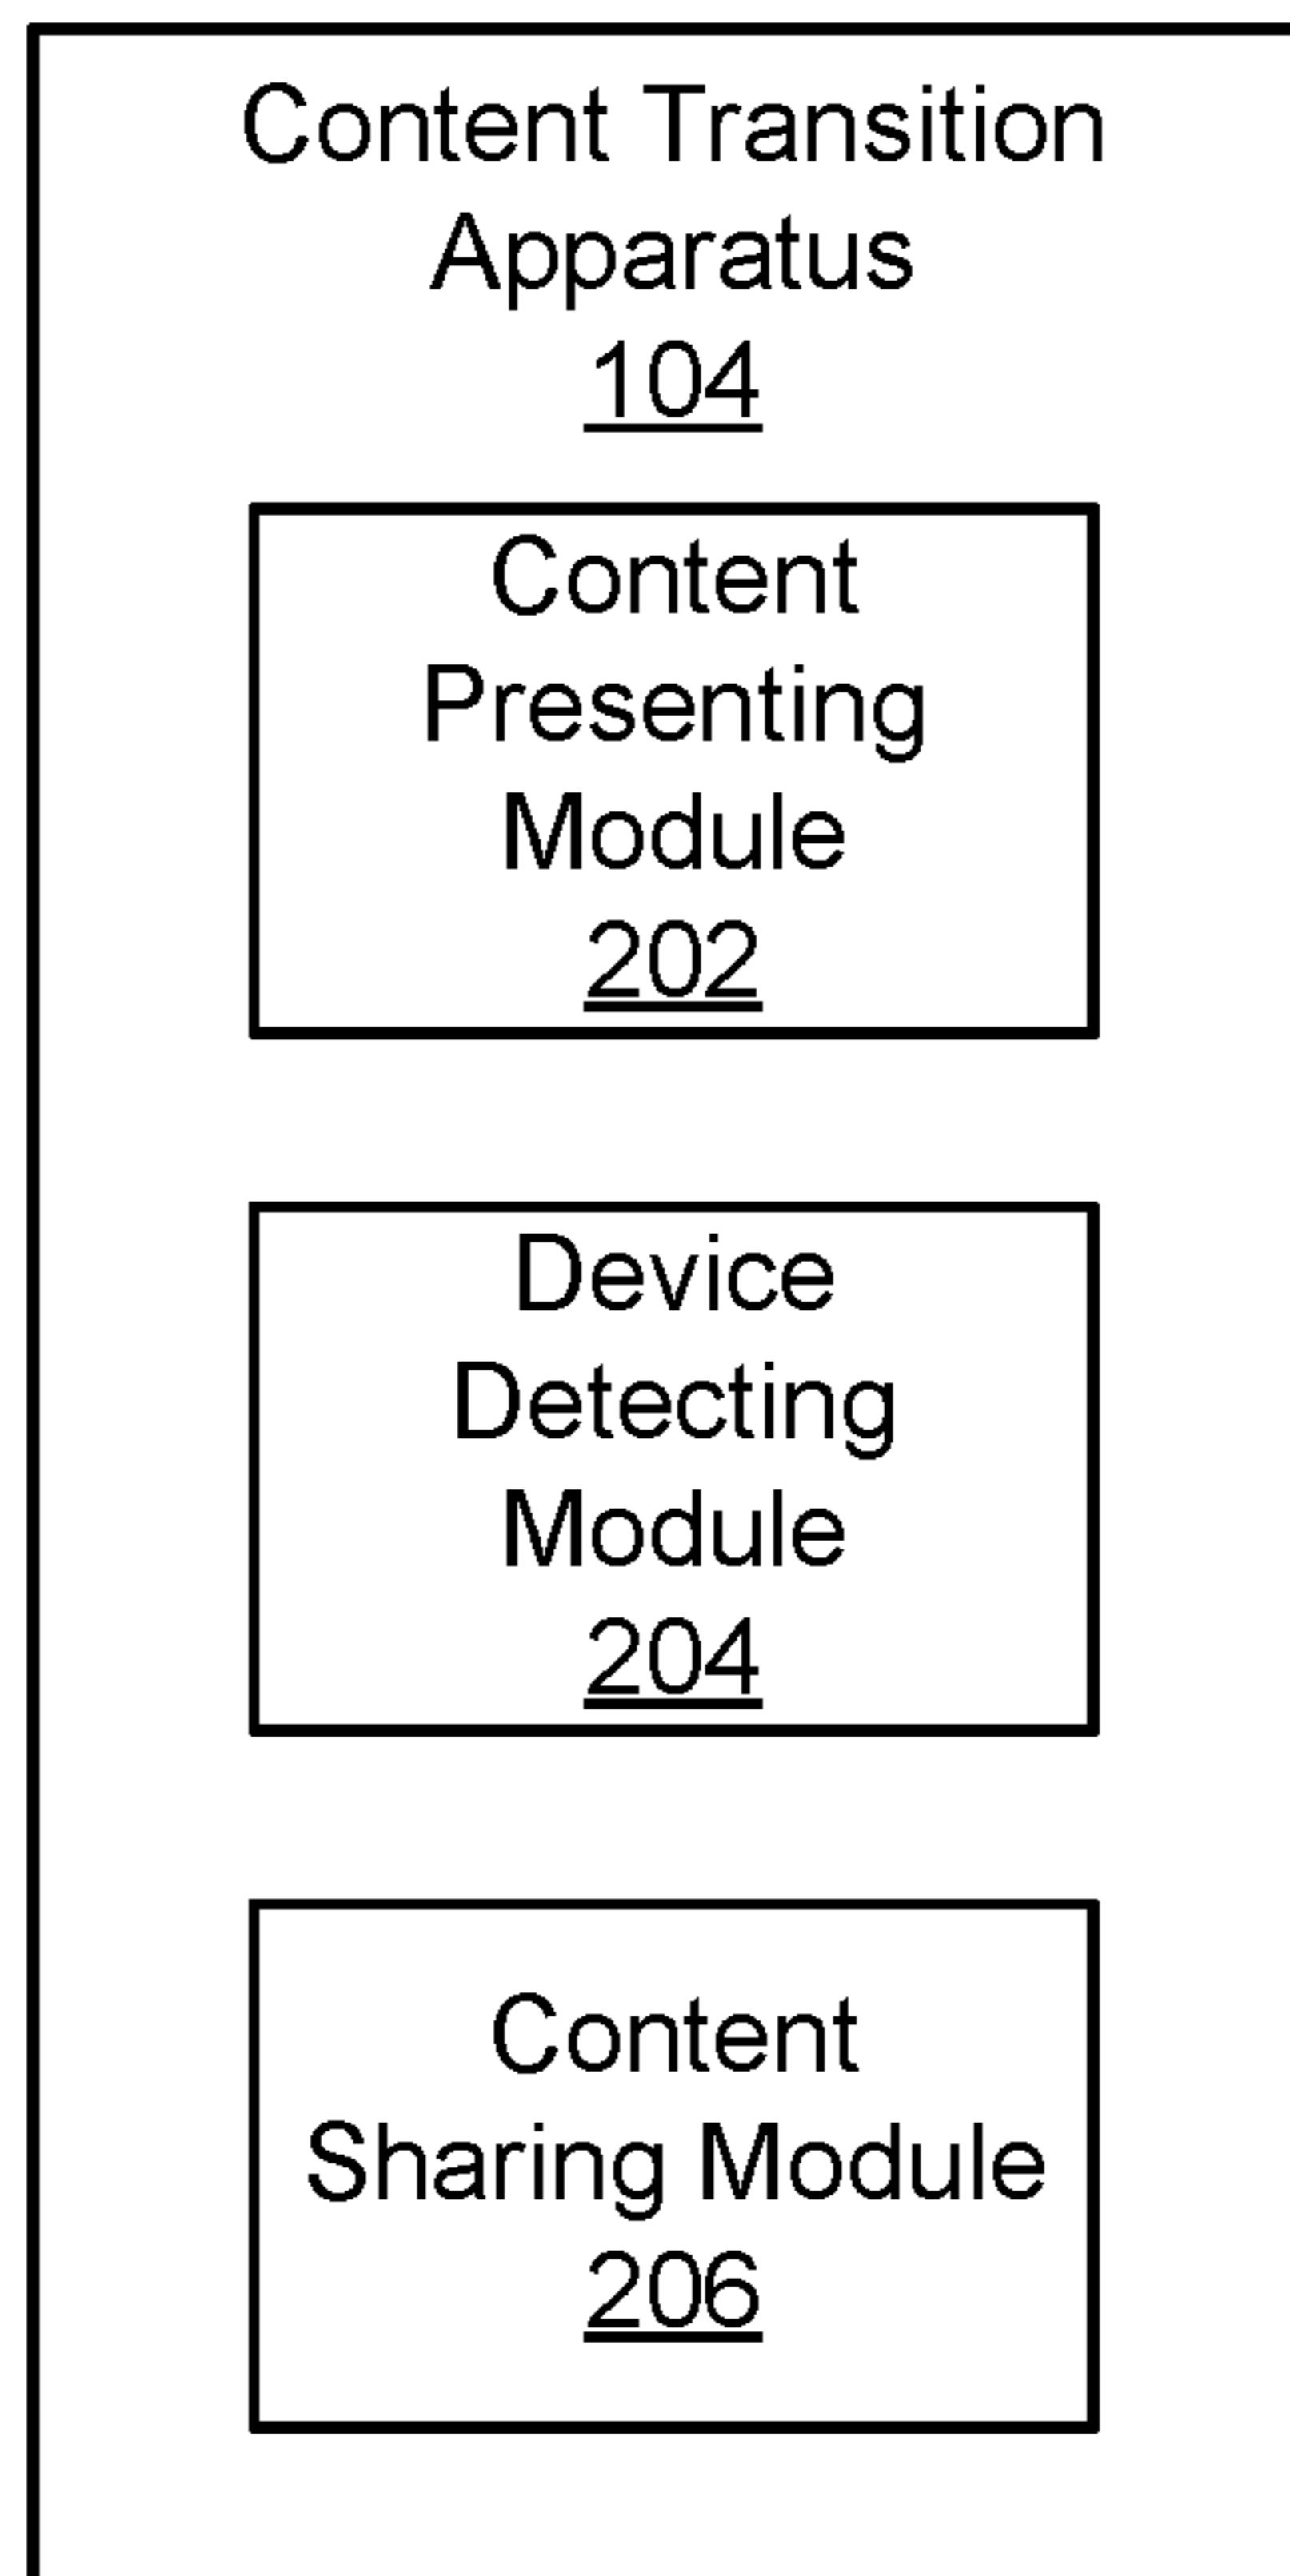 Content Transition
Apparatus
104
Content
Presenting
Module
202
Device
Detecting
Module
204
Content
Sharing Module
206